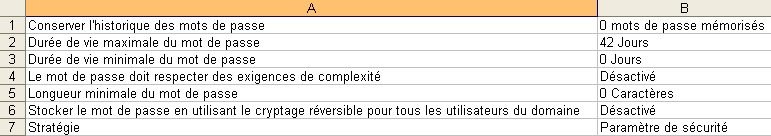 A B
1 Conserver l'historique des mots de passe 0 mots de passe mémorisés
2 Durée de vie maximale du mot de passe 42 Jours
3 Durée de vie minimale du mot de passe 0 Jours
4 Le mot de passe doit respecter des exigences de complexité Désactivé
5 Longueur minimale du mot de passe 0 Caractères
6 Stocker le mot de passe en utilisant le cryptage réversible pour tous les utilisateurs du domaine Désactivé
7 Stratégie Paramètre de sécurité